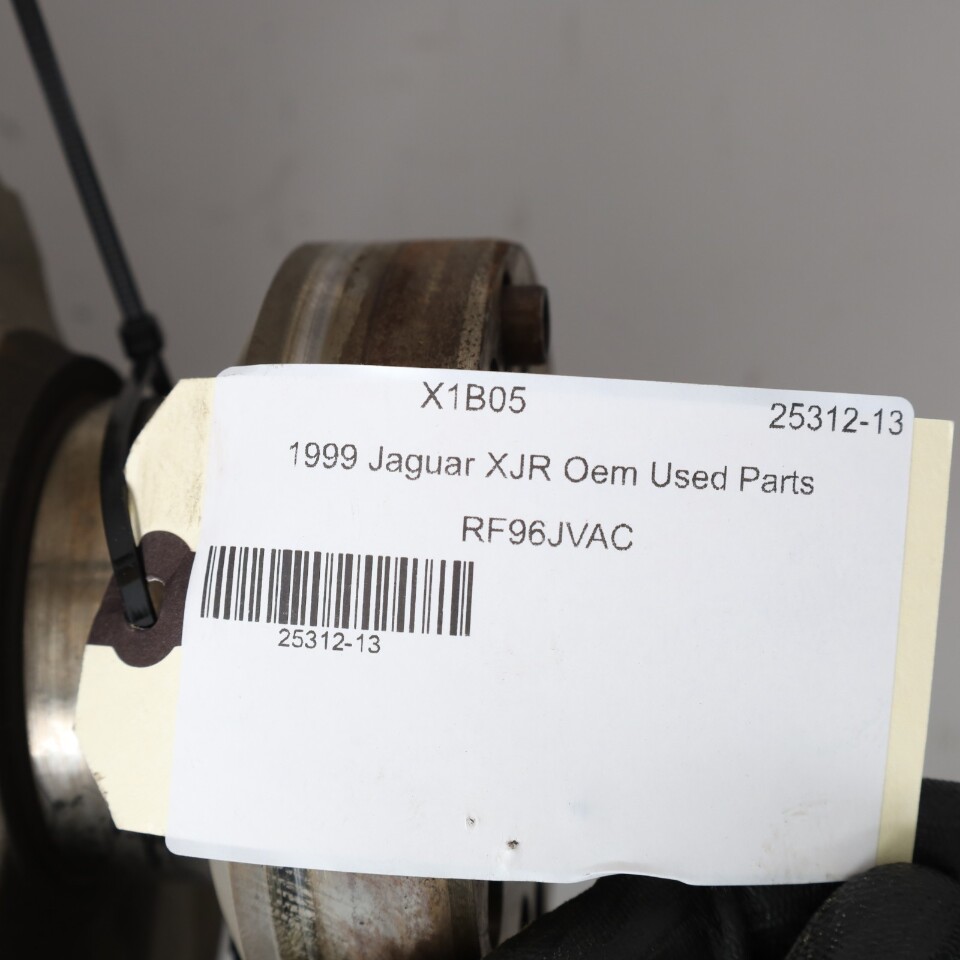 X1B05
25312-13
1999 Jaguar XJR Oem Used Parts
RF96JVAC
25312-13